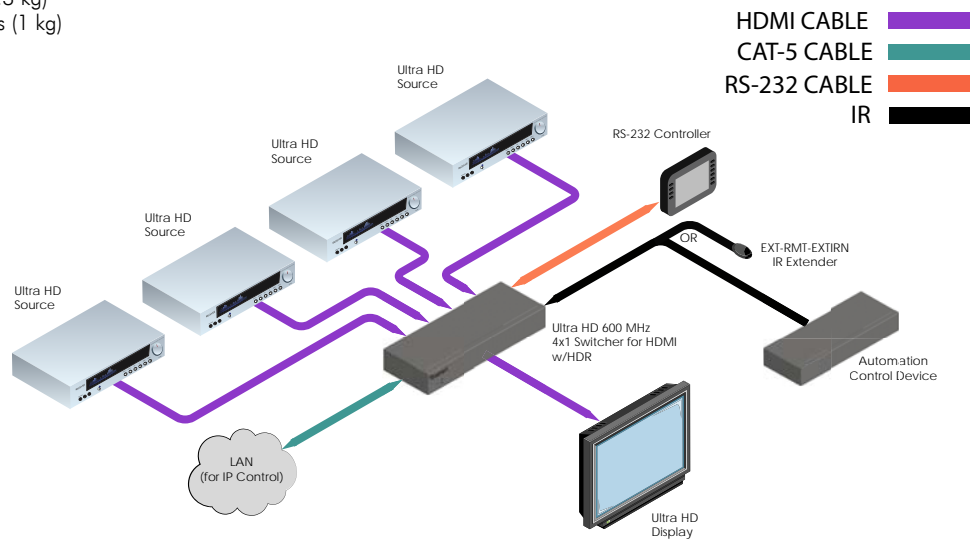 s (1 kg)
HDMI CABLE
CAT-5 CABLE
RS-232 CABLE
IR
Ultra HD
Source
Ultra HD
Source
Ultra HD
Source
Ultra HD
Source
RS-232 Controller
OR
EXT-RMT-EXTIRN
IR Extender
Ultra HD 600 MHz
4x1 Switcher for HDMI
w/HDR
Automation
Control Device
LAN
(for IP Control)
Ultra HD
Display